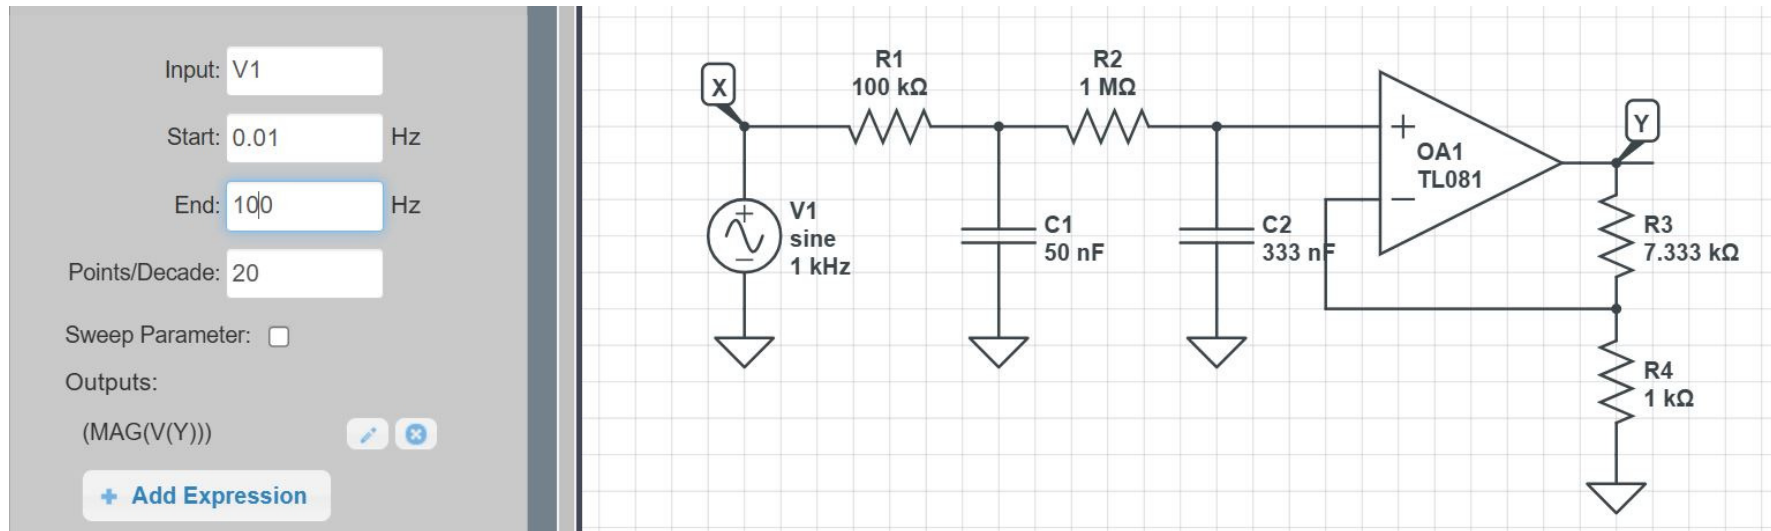 Input: V1
Start: 0.01 Hz
End: 100 Hz
Points/Decade: 20
Sweep Parameter:
Outputs:
(MAG(V(Y)))
+ Add Expression
X
R1
100 kΩ
R2
1 MΩ
V1
sine
1 kHz
C1
50 nF
C2
333 nF
+
OA1
TL081
−
Y
R3
7.333 kΩ
R4
1 kΩ